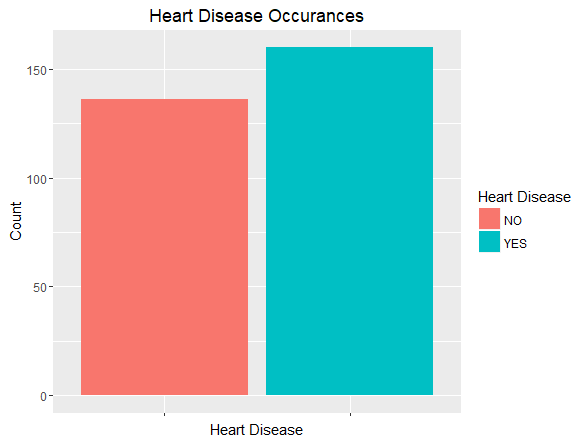 Heart Disease Occurances
Count
150
100
50
0
Heart Disease
Heart Disease
NO
YES